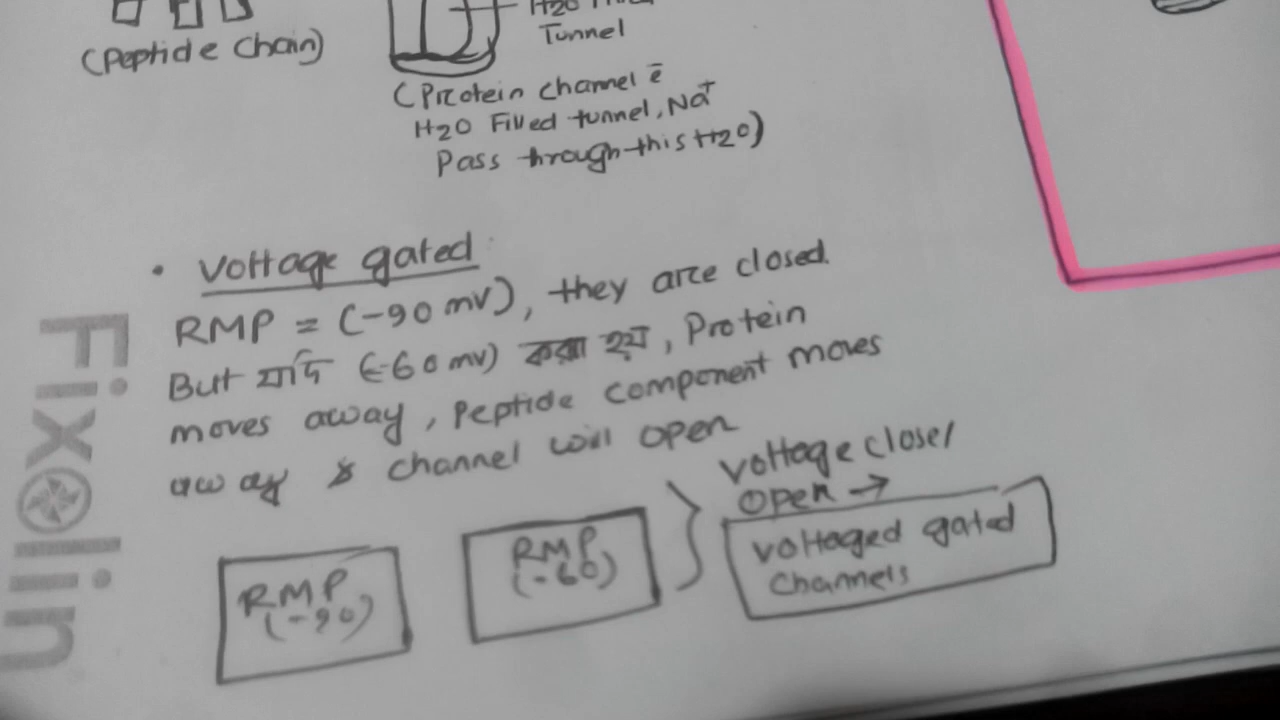 (Peptide Chain)
H2O Filled
Tunnel
(Protein channel c̄
H2O Filled tunnel, Na+
Pass through this H2O)
• Voltage gated
RMP = (-90 mV), they are closed
But যদি (-60 mv) করা হয়, Protein
moves away, Peptide component moves
away & channel will open
Voltage close/
open →
RMP
(-90)
RMP
(-60)
Voltaged gated
Channels
Fixolin